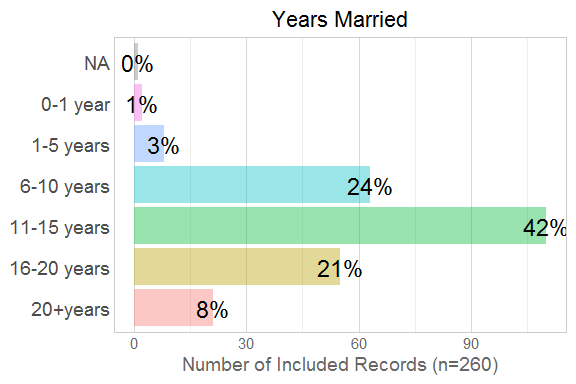 Years Married
NA 0%
0-1 year 1%
1-5 years 3%
6-10 years 24%
11-15 years 42%
16-20 years 21%
20+years 8%
0 30 60 90
Number of Included Records (n=260)